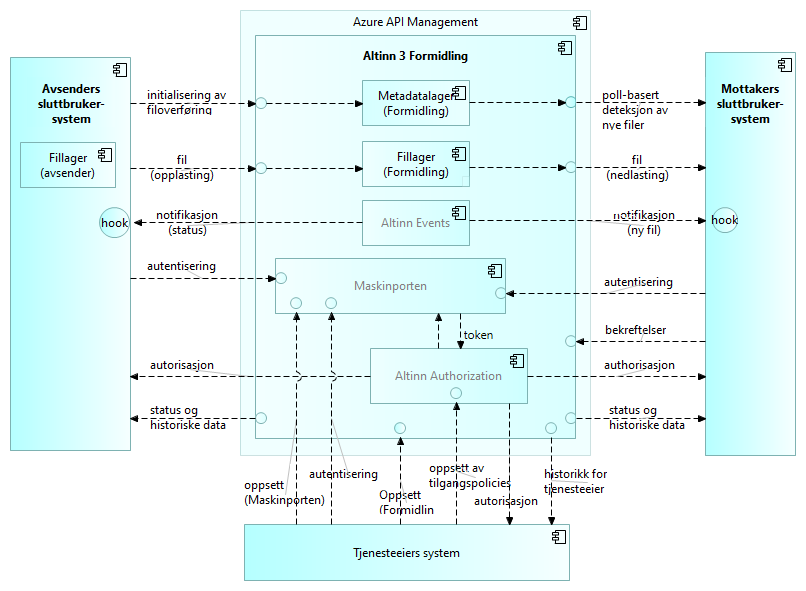 Azure API Management
Altinn 3 Formidling
Avsenders
sluttbruker-
system
Mottakers
sluttbruker-
system
initialisering av
filoverføring
Metadatalager
(Formidling)
poll-basert
deteksjon av
nye filer
Fillager
(avsender)
fil
(opplasting)
Fillager
(Formidling)
fil
(nedlasting)
hook
notifikasjon
(status)
Altinn Events
notifikasjon
(ny fil)
hook
autentisering
Maskinporten
autentisering
token
bekreftelser
autorisasjon
Altinn Authorization
authorisasjon
status og
historiske data
status og
historiske data
oppsett
(Maskinporten)
autentisering
Oppsett
(Formidlin
oppsett av
tilgangspolicies
autorisasjon
historikk for
tjenesteeier
Tjenesteeiers system